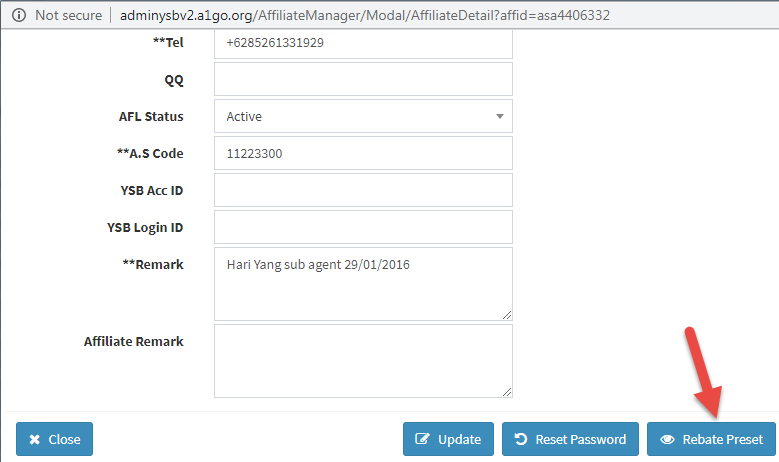 Not secure | adminysbv2.a1go.org/AffiliateManager/Modal/AffiliateDetail?affid=asa4406332
**Tel +6285261331929
QQ
AFL Status Active
**A.S Code 11223300
YSB Acc ID
YSB Login ID
**Remark Hari Yang sub agent 29/01/2016
Affiliate Remark
Close Update Reset Password Rebate Preset